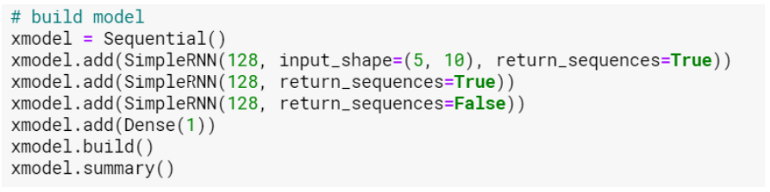 # build model
xmodel = Sequential()
xmodel.add(SimpleRNN(128, input_shape=(5, 10), return_sequences=True))
xmodel.add(SimpleRNN(128, return_sequences=True))
xmodel.add(SimpleRNN(128, return_sequences=False))
xmodel.add(Dense(1))
xmodel.build()
xmodel.summary()